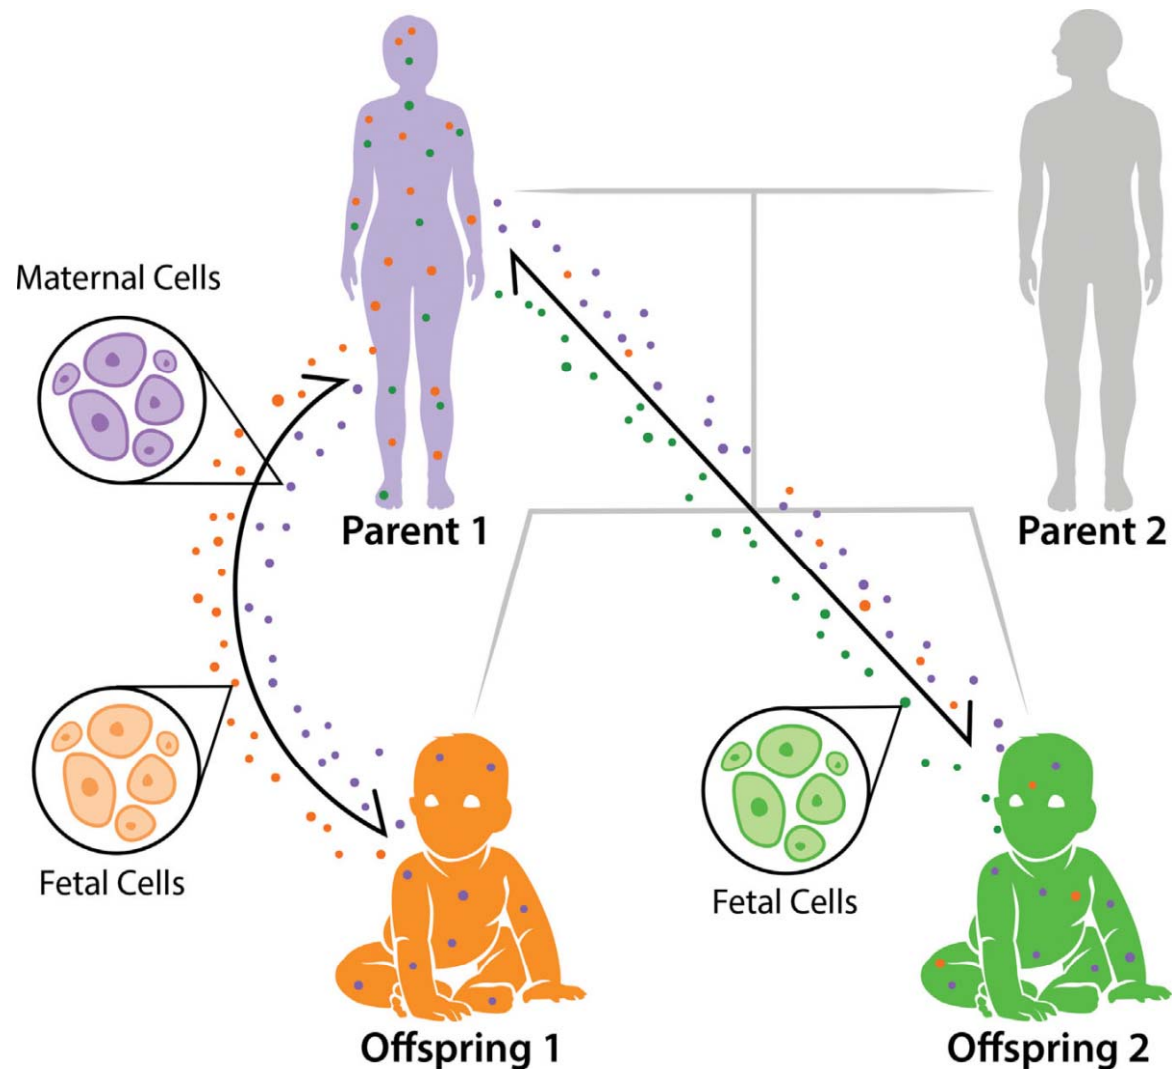 Maternal Cells
Parent 1
Parent 2
Fetal Cells
Fetal Cells
Offspring 1
Offspring 2